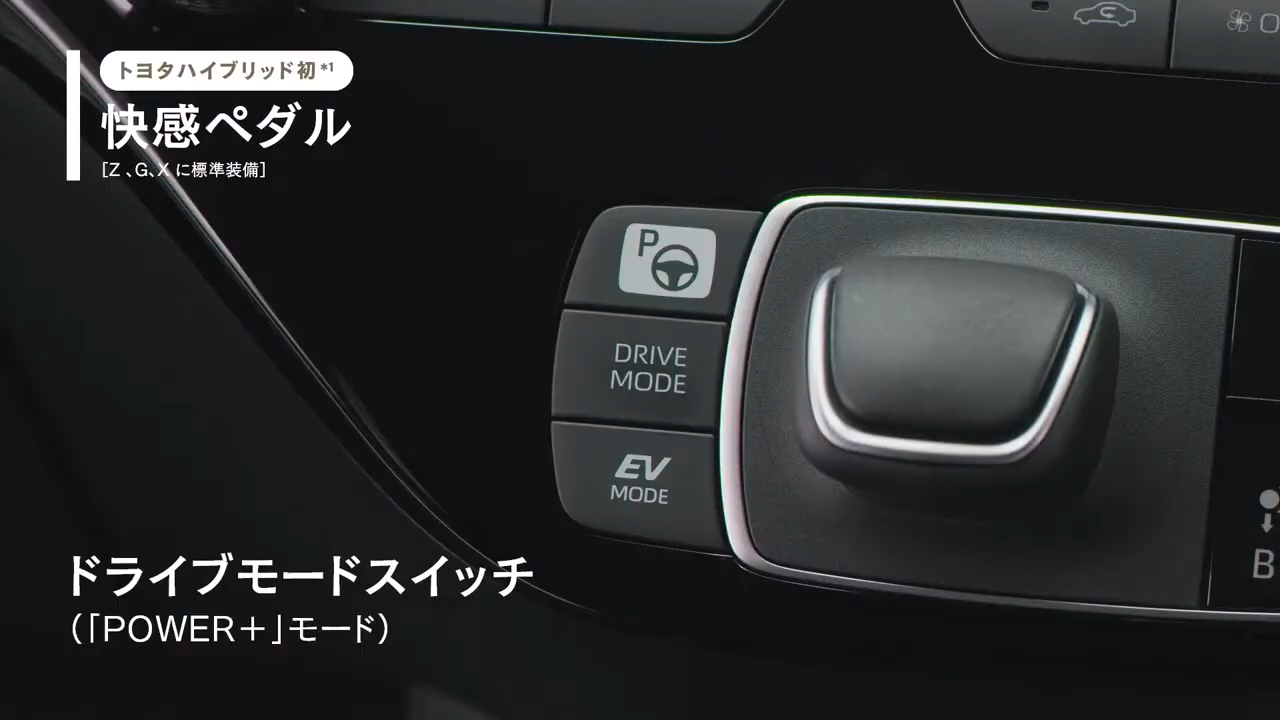 トヨタハイブリッド初*1
快感ペダル
[Z、G、Xに標準装備]
P
DRIVE
MODE
EV
MODE
B
ドライブモードスイッチ
(「POWER＋」モード)